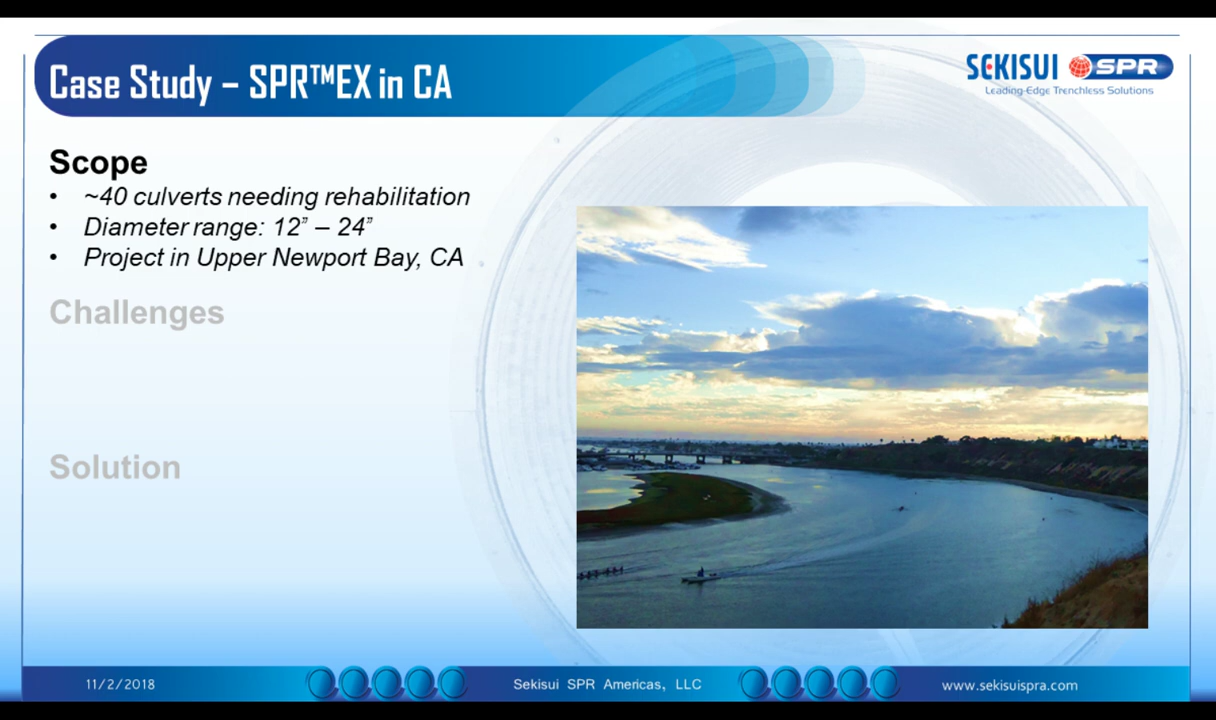 Case Study – SPR™EX in CA
SEKISUI SPR
Leading-Edge Trenchless Solutions
Scope
• ~40 culverts needing rehabilitation
• Diameter range: 12” – 24”
• Project in Upper Newport Bay, CA
Challenges
Solution
11/2/2018
Sekisui SPR Americas, LLC
www.sekisuispra.com